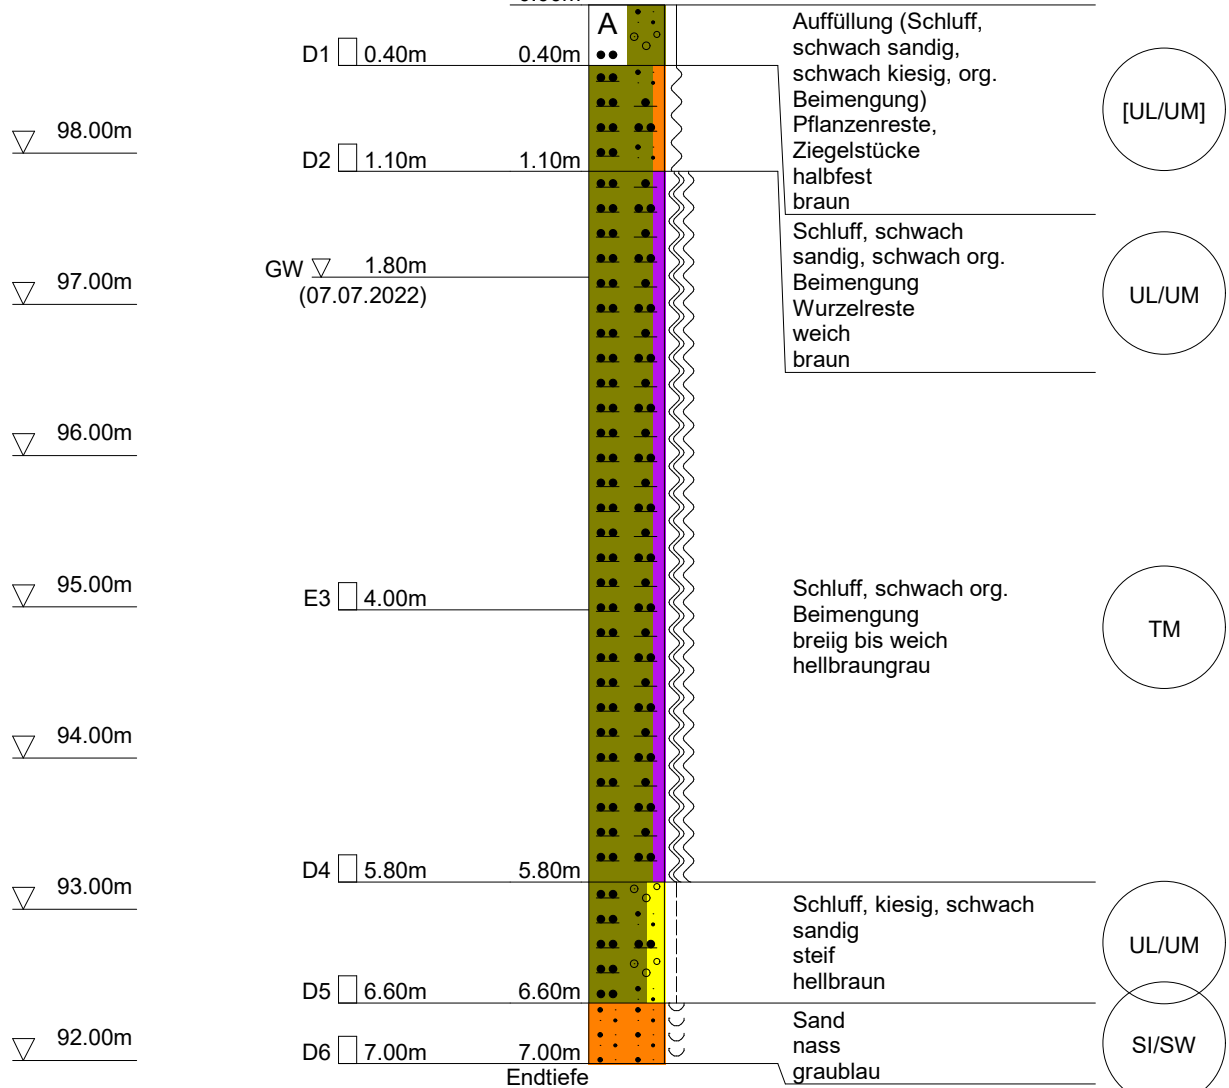 A
D1 0.40m 0.40m
Auffüllung (Schluff,
schwach sandig,
schwach kiesig, org.
Beimengung)
Pflanzenreste,
Ziegelstücke
halbfest
braun
[UL/UM]
98.00m
D2 1.10m 1.10m
Schluff, schwach
sandig, schwach org.
Beimengung
Wurzelreste
weich
braun
UL/UM
97.00m
GW 1.80m
(07.07.2022)
96.00m
95.00m
E3 4.00m
Schluff, schwach org.
Beimengung
breiig bis weich
hellbraungrau
TM
94.00m
93.00m
D4 5.80m 5.80m
Schluff, kiesig, schwach
sandig
steif
hellbraun
UL/UM
D5 6.60m 6.60m
92.00m
Sand
nass
graublau
SI/SW
D6 7.00m 7.00m
Endtiefe